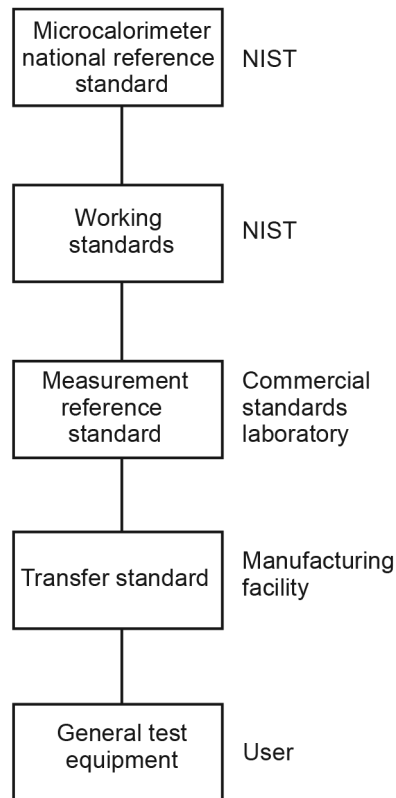 Microcalorimeter
national reference
standard
NIST
Working
standards
NIST
Measurement
reference
standard
Commercial
standards
laboratory
Transfer standard
Manufacturing
facility
General test
equipment
User